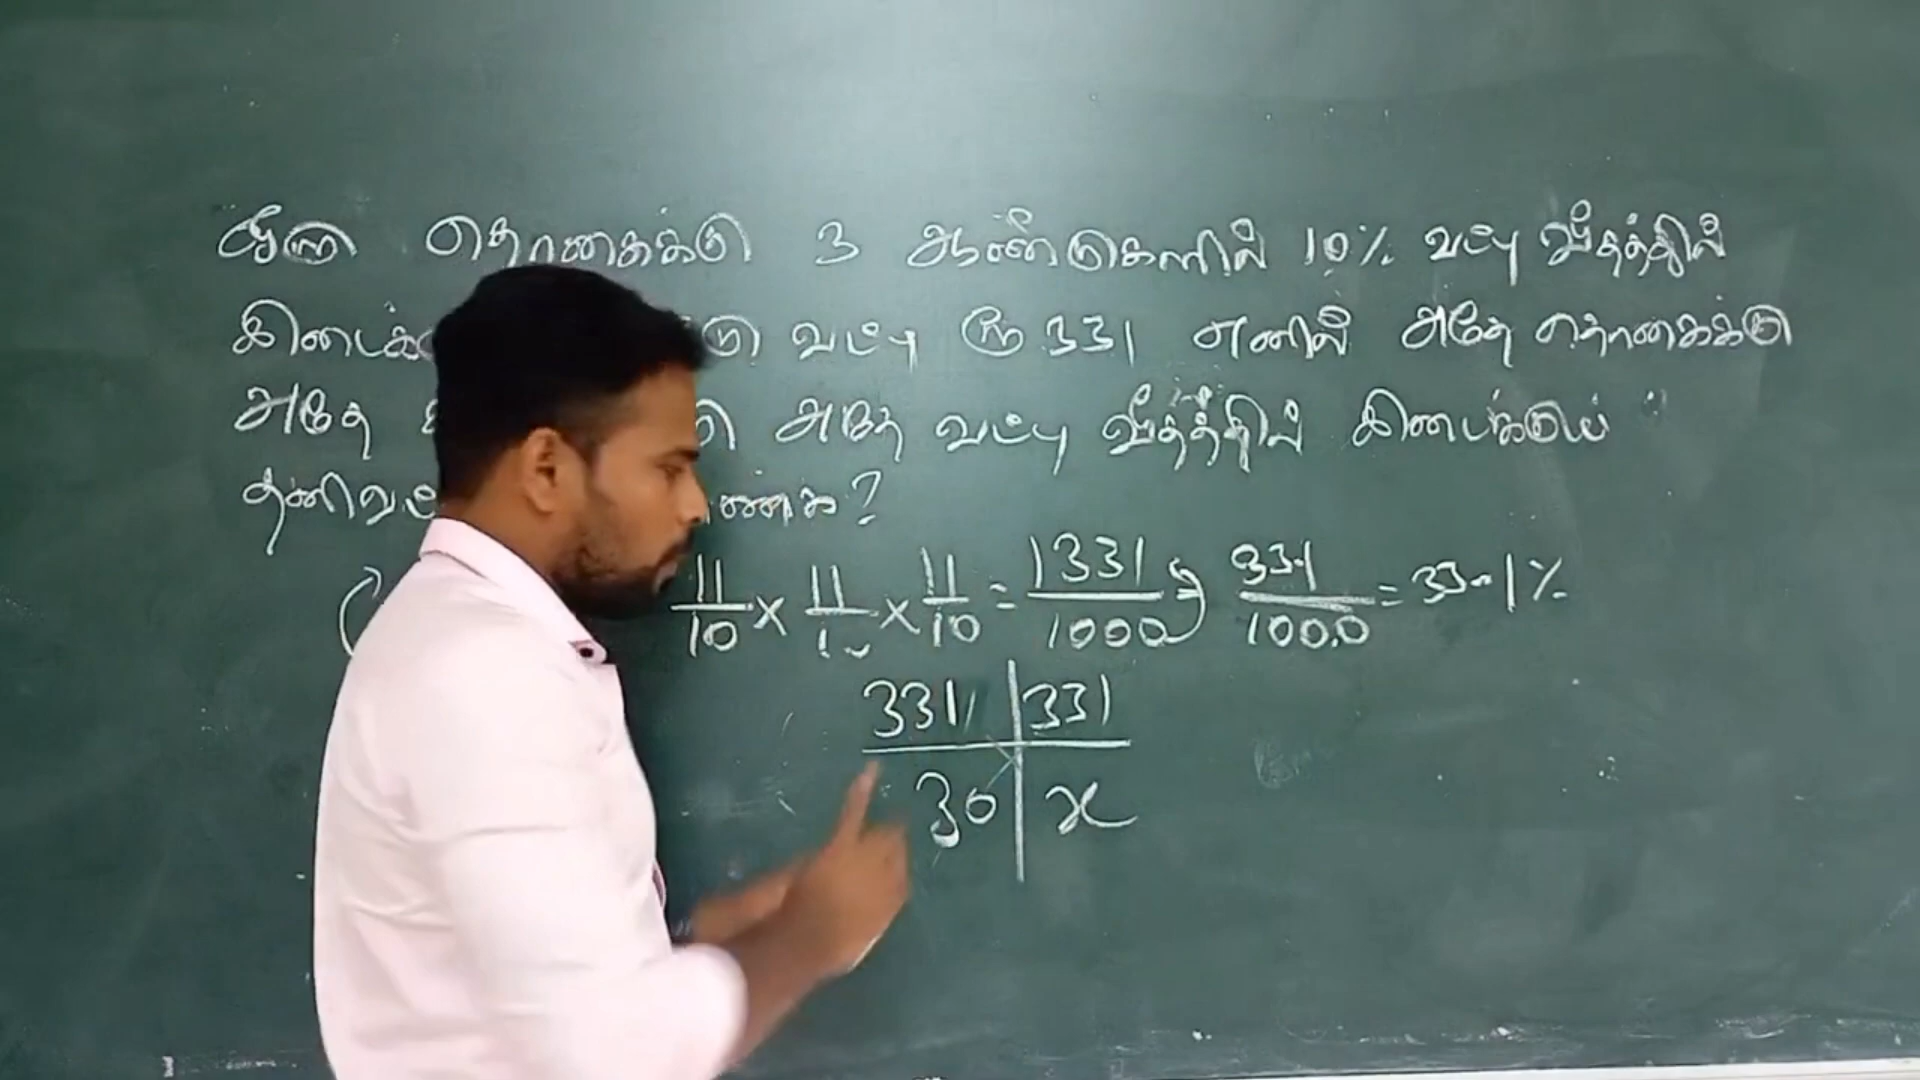 ஒரு தொகைக்கு 3 ஆண்டுகளில் 10% வட்டி வீதத்தில்
வட்டி ரூ 331 எனில் அதே தொகைக்கு
அதே அதே வட்டி வீதத்தில் கிடைக்கும்
11/10 × 11/10 × 11/10 = 1331/1000 331/1000 = 33.1%
331 | 331
30 | x